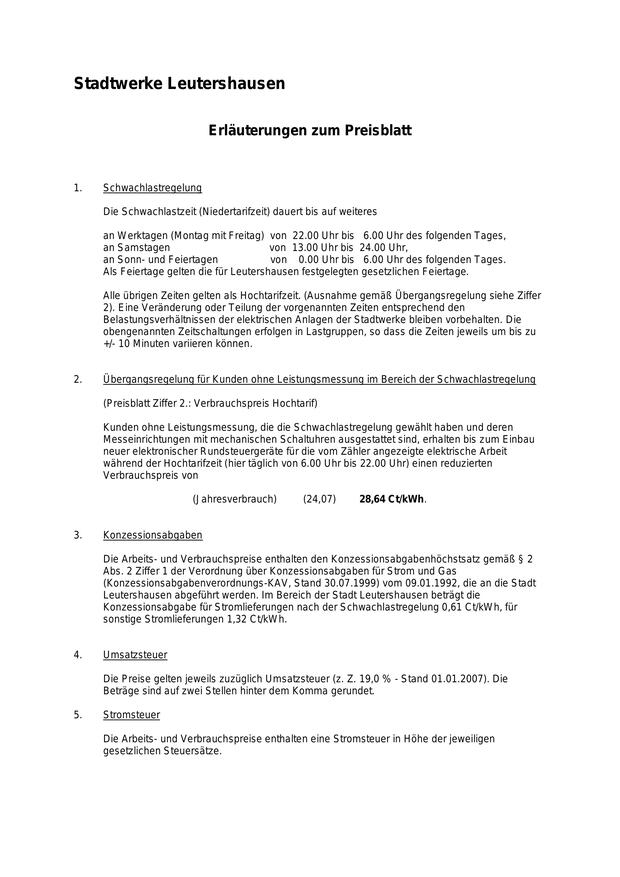 Stadtwerke Leutershausen
Erläuterungen zum Preisblatt
1. Schwachlastregelung
Die Schwachlastzeit (Niedertarifzeit) dauert bis auf weiteres
an Werktagen (Montag mit Freitag) von 22.00 Uhr bis 6.00 Uhr des folgenden Tages,
an Samstagen von 13.00 Uhr bis 24.00 Uhr,
an Sonn- und Feiertagen von 0.00 Uhr bis 6.00 Uhr des folgenden Tages.
Als Feiertage gelten die für Leutershausen festgelegten gesetzlichen Feiertage.
Alle übrigen Zeiten gelten als Hochtarifzeit. (Ausnahme gemäß Übergangsregelung siehe Ziffer
2). Eine Veränderung oder Teilung der vorgenannten Zeiten entsprechend den
Belastungsverhältnissen der elektrischen Anlagen der Stadtwerke bleiben vorbehalten. Die
obengenannten Zeitschaltungen erfolgen in Lastgruppen, so dass die Zeiten jeweils um bis zu
+/- 10 Minuten variieren können.
2. Übergangsregelung für Kunden ohne Leistungsmessung im Bereich der Schwachlastregelung
(Preisblatt Ziffer 2.: Verbrauchspreis Hochtarif)
Kunden ohne Leistungsmessung, die die Schwachlastregelung gewählt haben und deren
Messeinrichtungen mit mechanischen Schaltuhren ausgestattet sind, erhalten bis zum Einbau
neuer elektronischer Rundsteuergeräte für die vom Zähler angezeigte elektrische Arbeit
während der Hochtarifzeit (hier täglich von 6.00 Uhr bis 22.00 Uhr) einen reduzierten
Verbrauchspreis von
(Jahresverbrauch) (24,07) 28,64 Ct/kWh.
3. Konzessionsabgaben
Die Arbeits- und Verbrauchspreise enthalten den Konzessionsabgabenhöchstsatz gemäß § 2
Abs. 2 Ziffer 1 der Verordnung über Konzessionsabgaben für Strom und Gas
(Konzessionsabgabenverordnungs-KAV, Stand 30.07.1999) vom 09.01.1992, die an die Stadt
Leutershausen abgeführt werden. Im Bereich der Stadt Leutershausen beträgt die
Konzessionsabgabe für Stromlieferungen nach der Schwachlastregelung 0,61 Ct/kWh, für
sonstige Stromlieferungen 1,32 Ct/kWh.
4. Umsatzsteuer
Die Preise gelten jeweils zuzüglich Umsatzsteuer (z. Z. 19,0 % - Stand 01.01.2007). Die
Beträge sind auf zwei Stellen hinter dem Komma gerundet.
5. Stromsteuer
Die Arbeits- und Verbrauchspreise enthalten eine Stromsteuer in Höhe der jeweiligen
gesetzlichen Steuersätze.